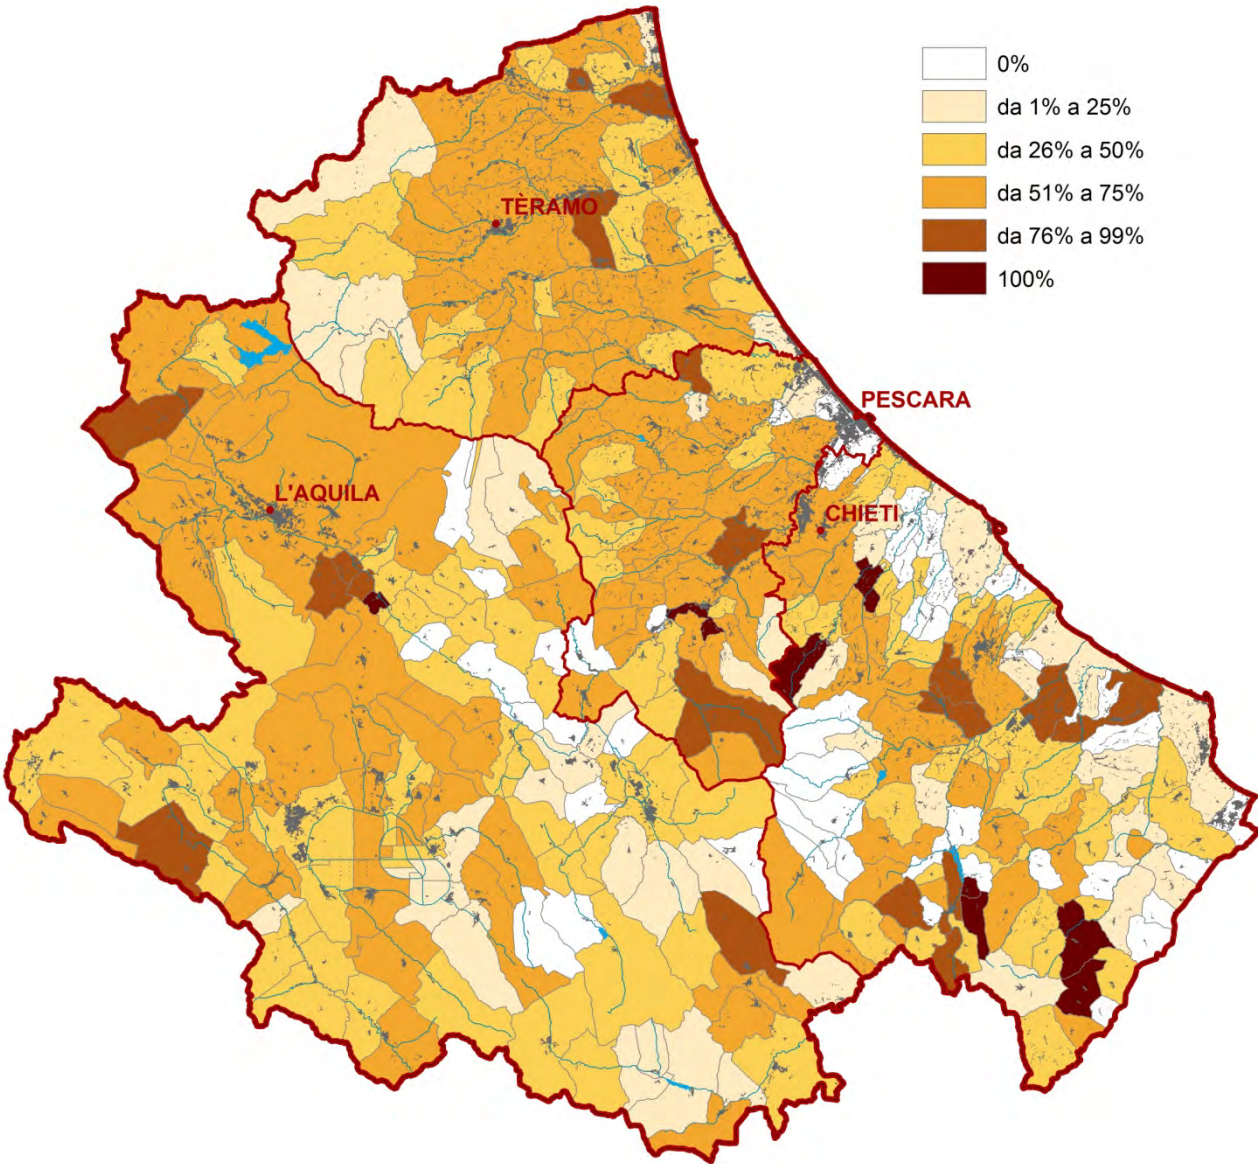 0%
da 1% a 25%
da 26% a 50%
da 51% a 75%
da 76% a 99%
100%
TÈRAMO
PESCARA
L'AQUILA
CHIETI